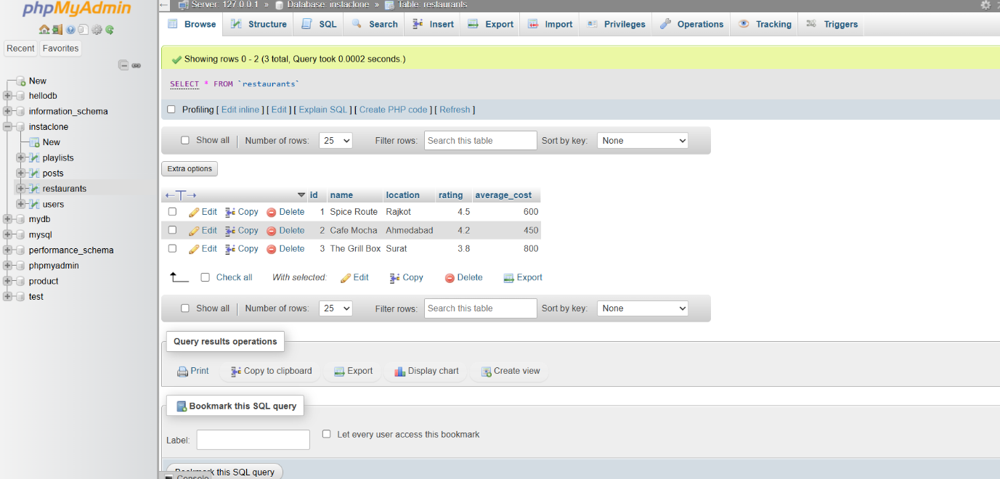 phpMyAdmin
Recent Favorites
New
hellodb
information_schema
instaclone
New
playlists
posts
restaurants
users
mydb
mysql
performance_schema
phpmyadmin
product
test
Server: 127.0.0.1 » Database: instaclone » Table: restaurants
Browse Structure SQL Search Insert Export Import Privileges Operations Tracking Triggers
Showing rows 0 - 2 (3 total, Query took 0.0002 seconds.)
SELECT * FROM `restaurants`
Profiling [ Edit inline ] [ Edit ] [ Explain SQL ] [ Create PHP code ] [ Refresh ]
Show all Number of rows: 25 Filter rows: Search this table Sort by key: None
Extra options
id name location rating average_cost
Edit Copy Delete 1 Spice Route Rajkot 4.5 600
Edit Copy Delete 2 Cafe Mocha Ahmedabad 4.2 450
Edit Copy Delete 3 The Grill Box Surat 3.8 800
Check all With selected: Edit Copy Delete Export
Show all Number of rows: 25 Filter rows: Search this table Sort by key: None
Query results operations
Print Copy to clipboard Export Display chart Create view
Bookmark this SQL query
Label: Let every user access this bookmark
Bookmark this SQL query
Console